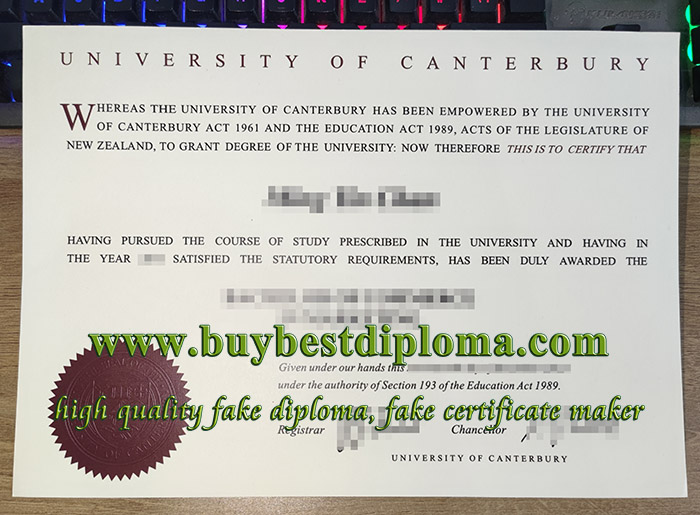 UNIVERSITY OF CANTERBURY
WHEREAS THE UNIVERSITY OF CANTERBURY HAS BEEN EMPOWERED BY THE UNIVERSITY
OF CANTERBURY ACT 1961 AND THE EDUCATION ACT 1989, ACTS OF THE LEGISLATURE OF
NEW ZEALAND, TO GRANT DEGREE OF THE UNIVERSITY: NOW THEREFORE THIS IS TO CERTIFY THAT
HAVING PURSUED THE COURSE OF STUDY PRESCRIBED IN THE UNIVERSITY AND HAVING IN
THE YEAR SATISFIED THE STATUTORY REQUIREMENTS, HAS BEEN DULY AWARDED THE
www.buybestdiploma.com
Given under our hands this
under the authority of Section 193 of the Education Act 1989.
high quality fake diploma, fake certificate maker
Registrar Chancellor
UNIVERSITY OF CANTERBURY